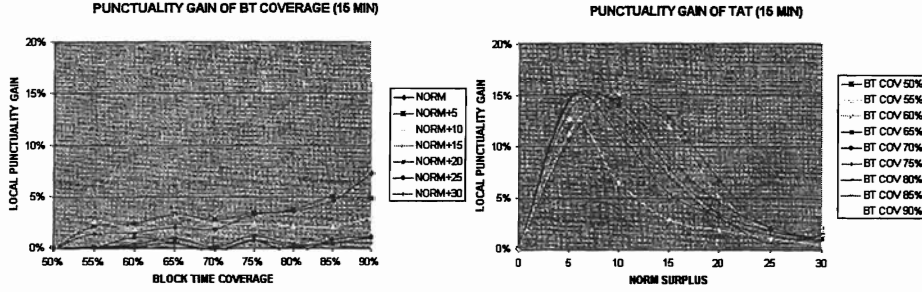 PUNCTUALITY GAIN OF BT COVERAGE (15 MIN)
LOCAL PUNCTUALITY GAIN
20%
15%
10%
5%
0%
50% 55% 60% 65% 70% 75% 80% 85% 90%
BLOCK TIME COVERAGE
NORM
NORM+5
NORM+10
NORM+15
NORM+20
NORM+25
NORM+30
PUNCTUALITY GAIN OF TAT (15 MIN)
LOCAL PUNCTUALITY GAIN
20%
15%
10%
5%
0%
0 5 10 15 20 25 30
NORM SURPLUS
BT COV 50%
BT COV 55%
BT COV 60%
BT COV 65%
BT COV 70%
BT COV 75%
BT COV 80%
BT COV 85%
BT COV 90%